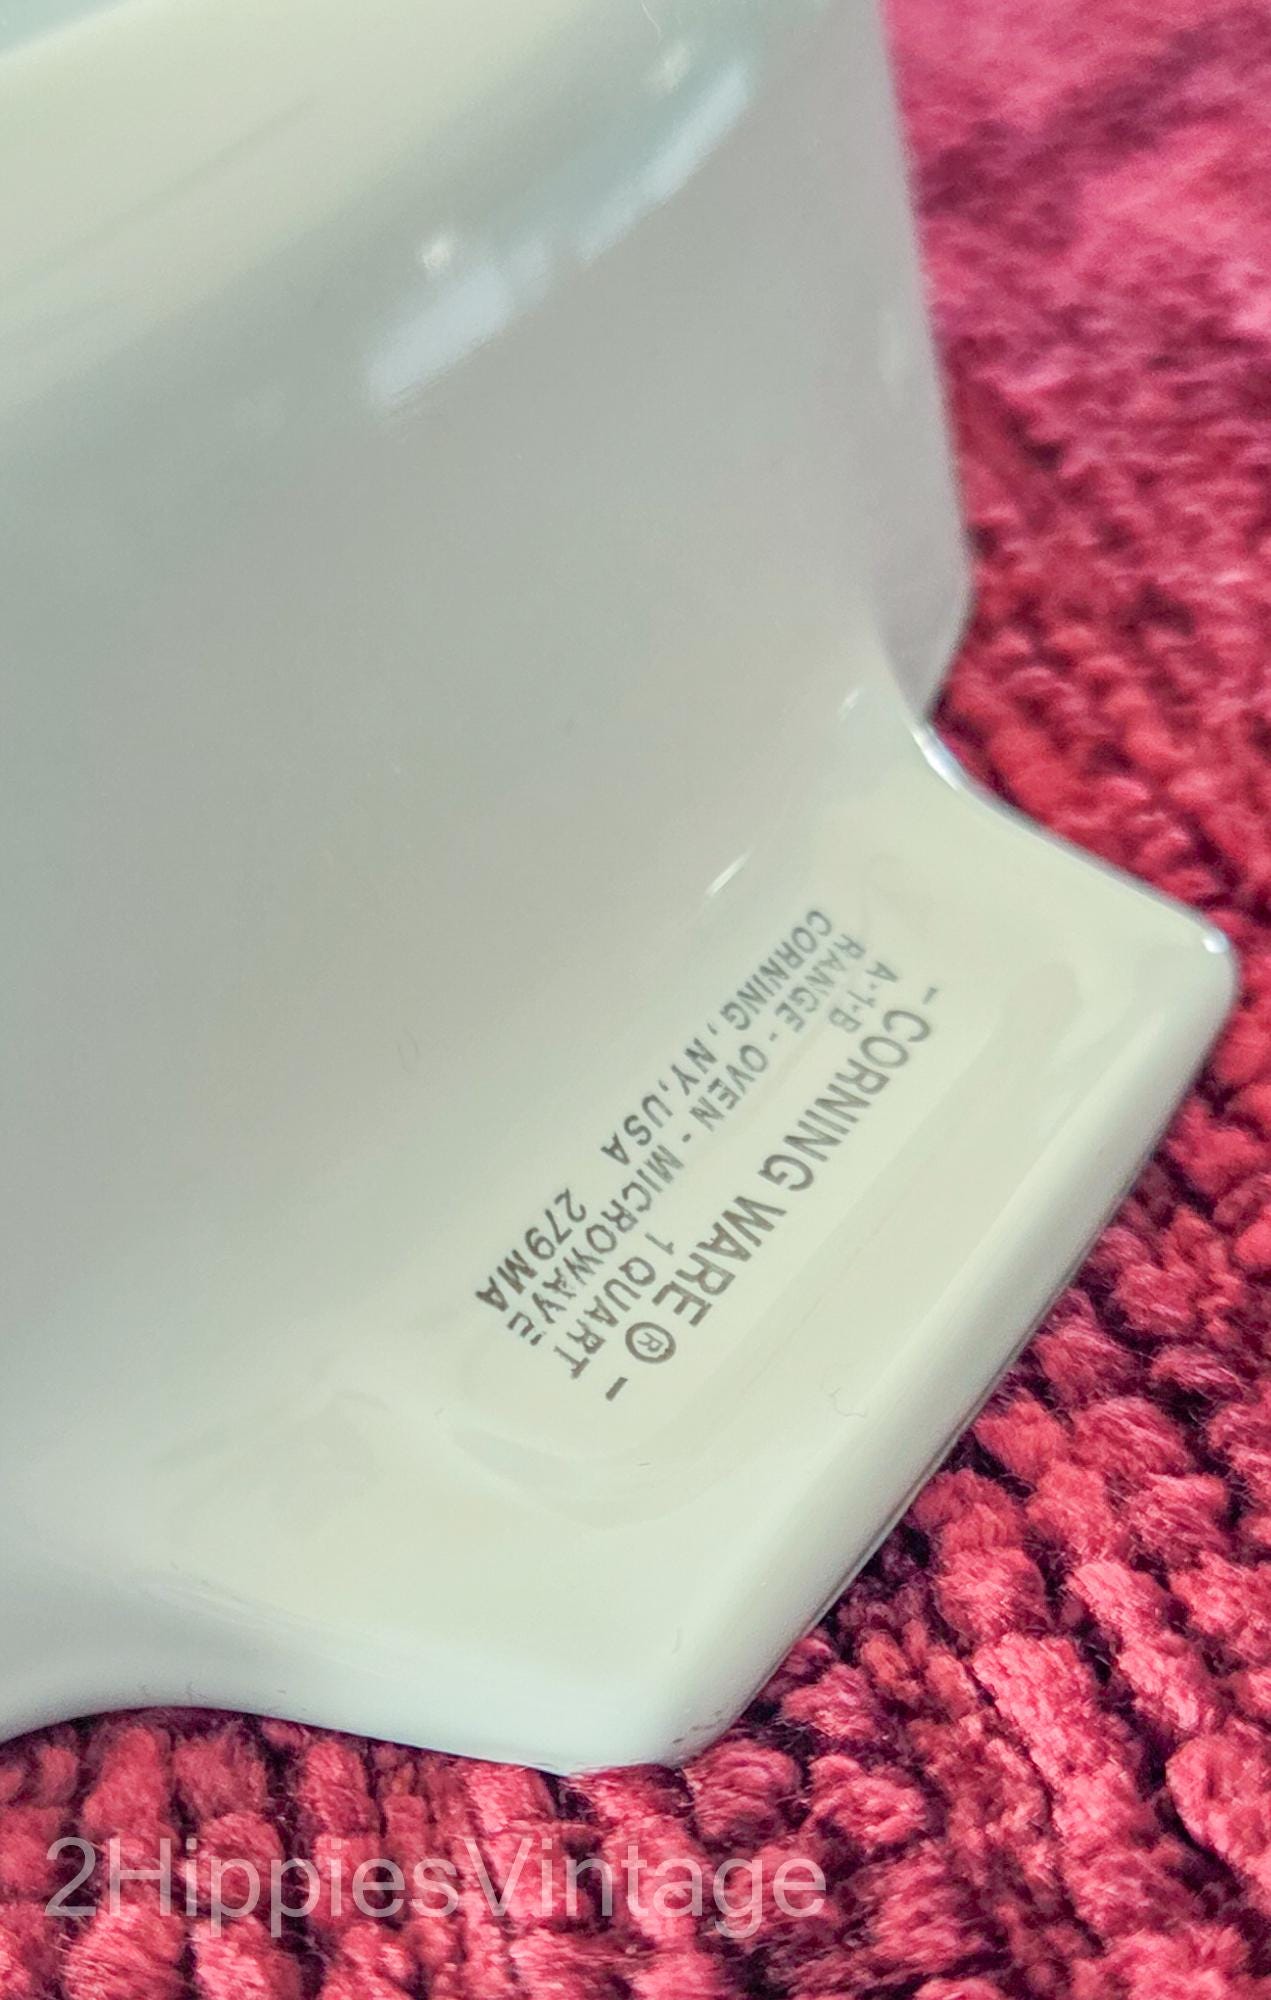 - CORNING WARE ® -
A-1-B 1 QUART
RANGE - OVEN - MICROWAVE
CORNING, NY, USA 279MA
2HippiesVintage